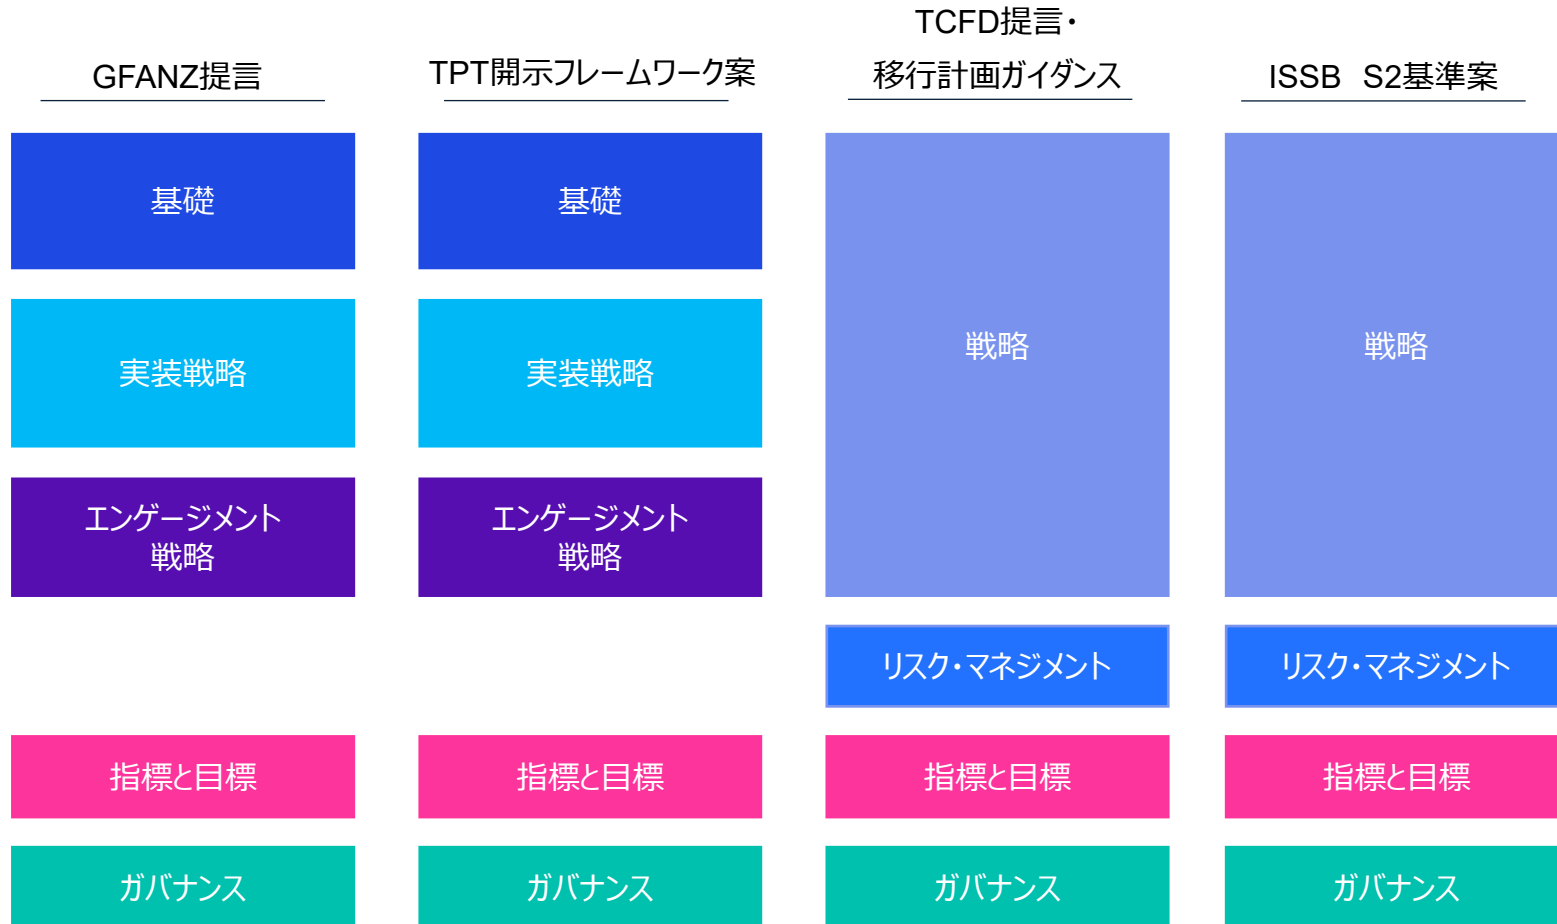 GFANZ提言
TPT開示フレームワーク案
TCFD提言・
移行計画ガイダンス
ISSB　S2基準案
基礎
基礎
戦略
戦略
実装戦略
実装戦略
エンゲージメント
戦略
エンゲージメント
戦略
リスク・マネジメント
リスク・マネジメント
指標と目標
指標と目標
指標と目標
指標と目標
ガバナンス
ガバナンス
ガバナンス
ガバナンス